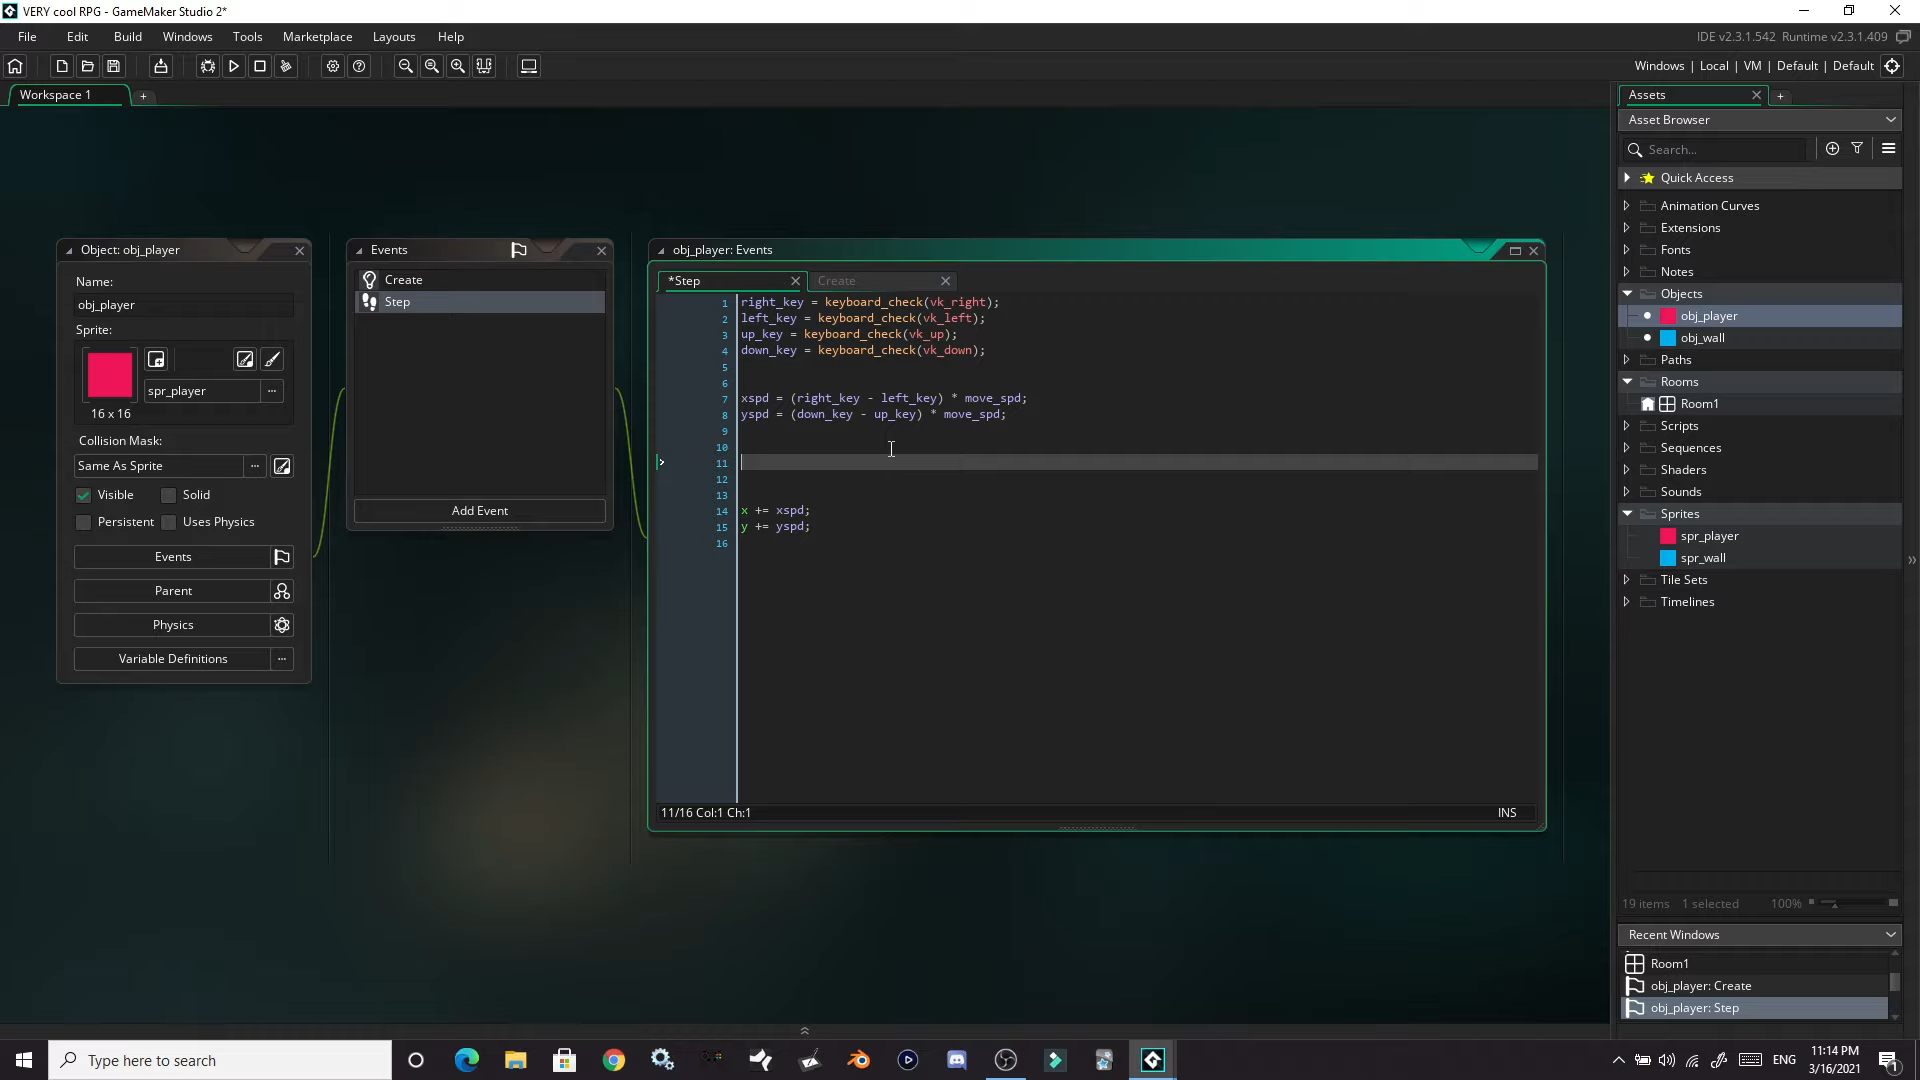 VERY cool RPG - GameMaker Studio 2*
File Edit Build Windows Tools Marketplace Layouts Help
IDE v2.3.1.542 Runtime v2.3.1.409
Windows | Local | VM | Default | Default
Workspace 1
Object: obj_player
Name:
obj_player
Sprite:
spr_player
16 x 16
Collision Mask:
Same As Sprite
Visible Solid
Persistent Uses Physics
Events
Parent
Physics
Variable Definitions
Events
Create
Step
Add Event
obj_player: Events
*Step Create
1 right_key = keyboard_check(vk_right);
2 left_key = keyboard_check(vk_left);
3 up_key = keyboard_check(vk_up);
4 down_key = keyboard_check(vk_down);
5
6
7 xspd = (right_key - left_key) * move_spd;
8 yspd = (down_key - up_key) * move_spd;
9
10
11
12
13
14 x += xspd;
15 y += yspd;
16
11/16 Col:1 Ch:1 INS
Assets
Asset Browser
Search...
Quick Access
Animation Curves
Extensions
Fonts
Notes
Objects
obj_player
obj_wall
Paths
Rooms
Room1
Scripts
Sequences
Shaders
Sounds
Sprites
spr_player
spr_wall
Tile Sets
Timelines
19 items 1 selected 100%
Recent Windows
Room1
obj_player: Create
obj_player: Step
Type here to search
ENG
11:14 PM
3/16/2021
1